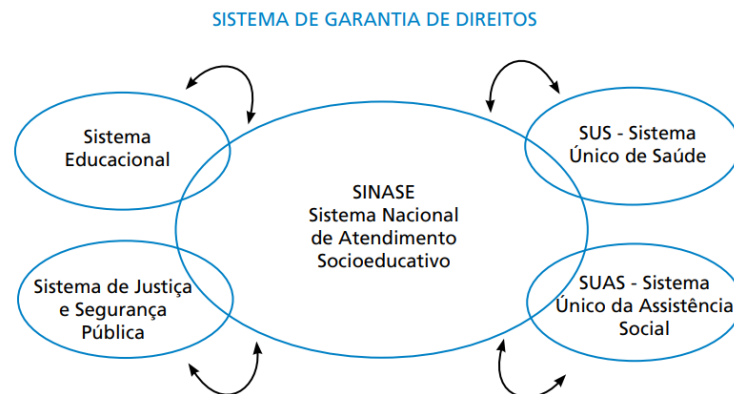 SISTEMA DE GARANTIA DE DIREITOS
Sistema
Educacional
SUS - Sistema
Único de Saúde
SINASE
Sistema Nacional
de Atendimento
Socioeducativo
Sistema de Justiça
e Segurança
Pública
SUAS - Sistema
Único da Assistência
Social